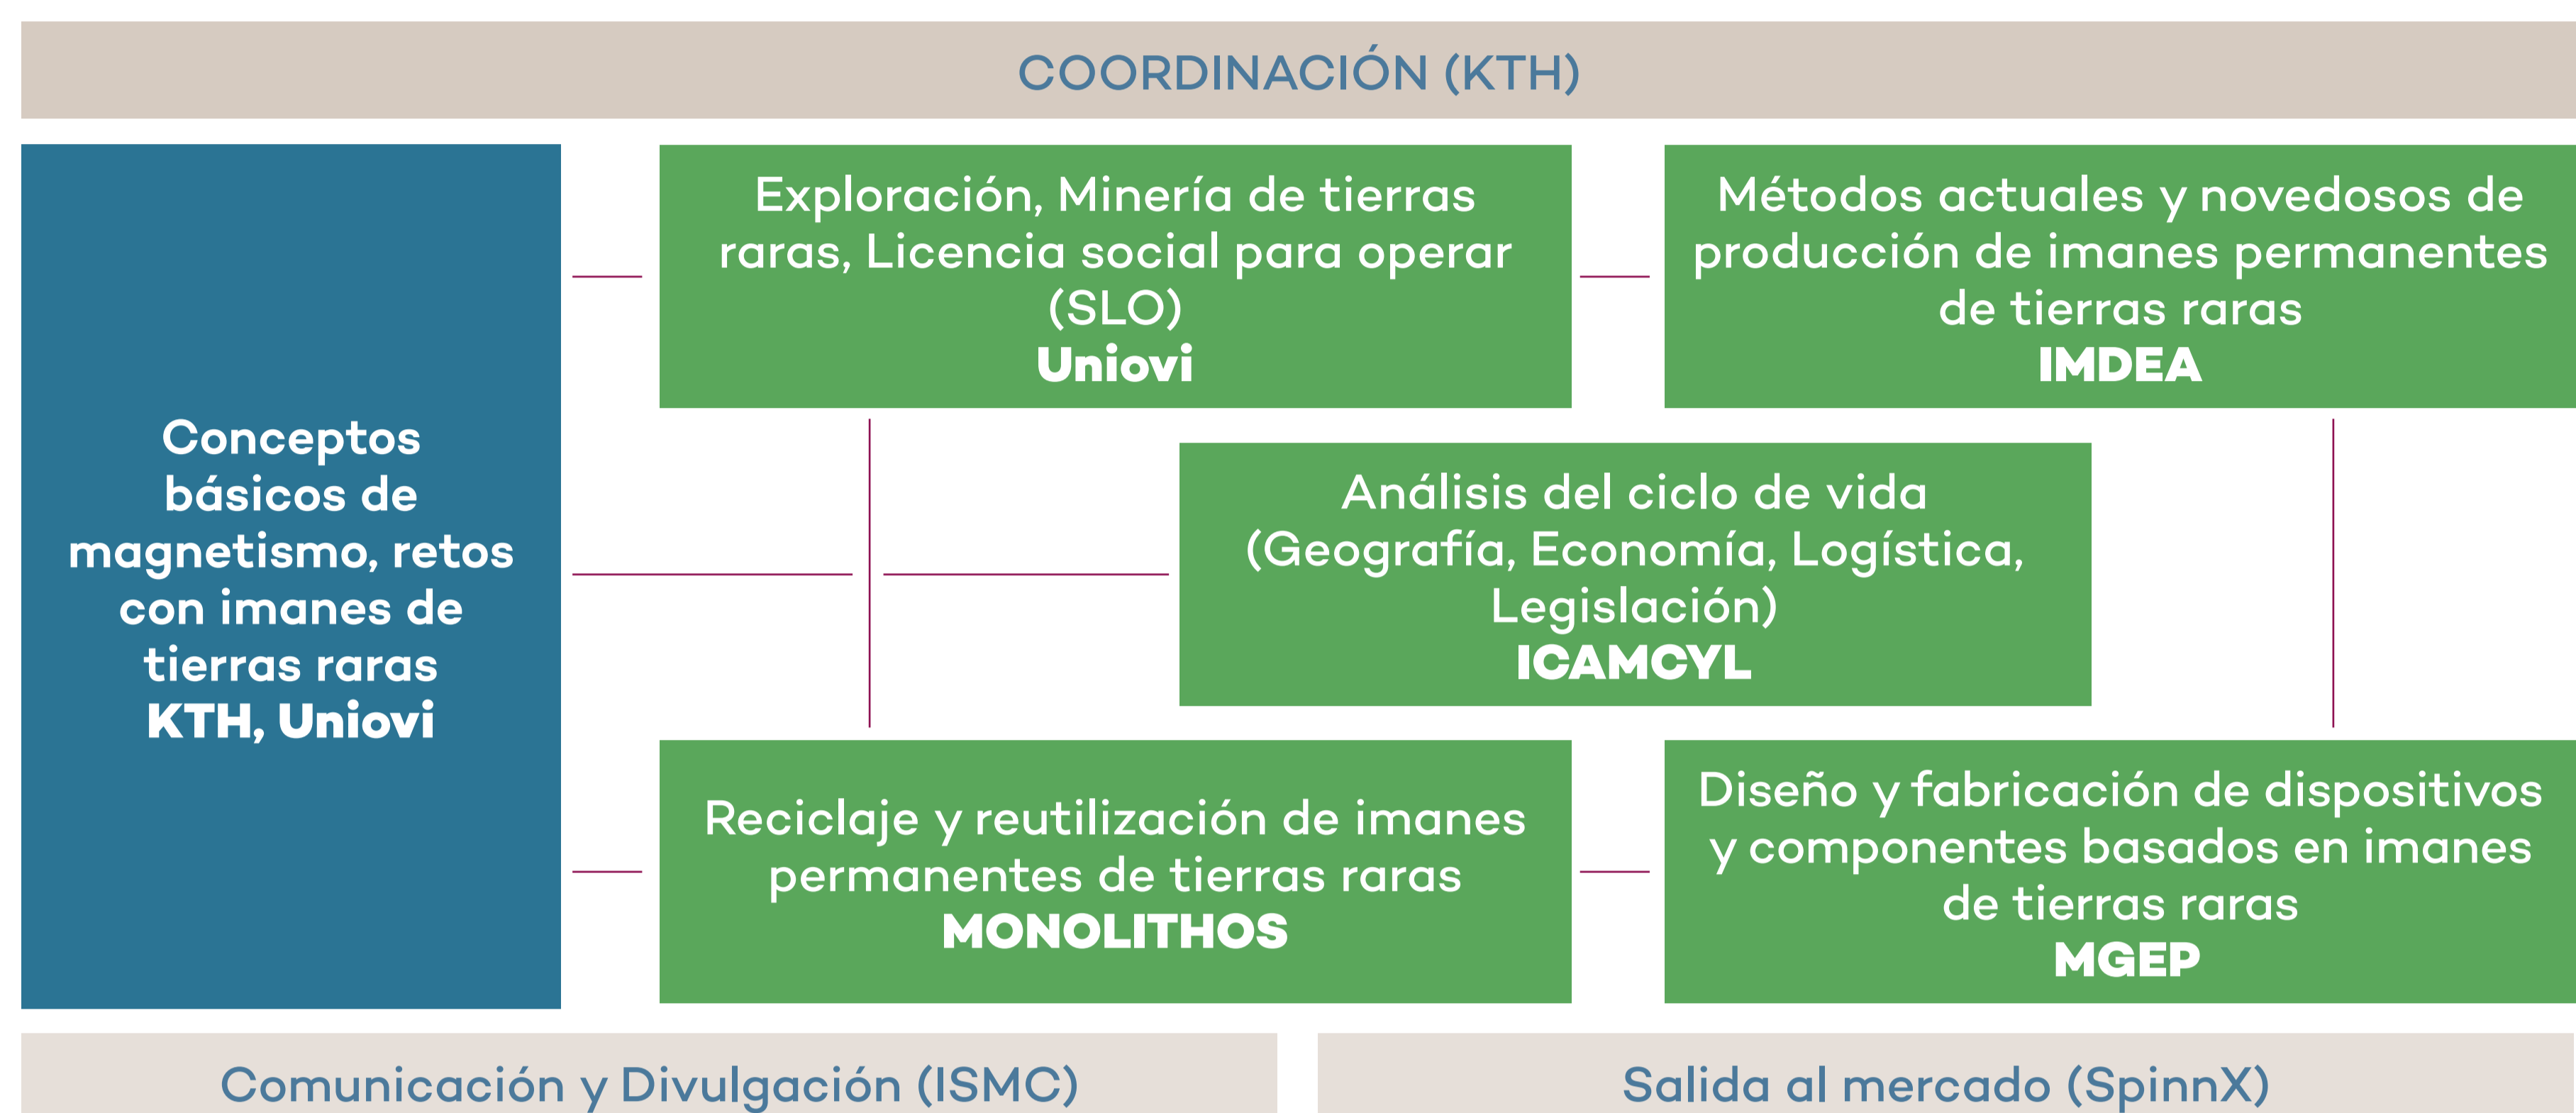 COORDINACIÓN (KTH)
Conceptos
básicos de
magnetismo, retos
con imanes de
tierras raras
KTH, Uniovi
Exploración, Minería de tierras
raras, Licencia social para operar
(SLO)
Uniovi
Métodos actuales y novedosos de
producción de imanes permanentes
de tierras raras
IMDEA
Análisis del ciclo de vida
(Geografía, Economía, Logística,
Legislación)
ICAMCYL
Reciclaje y reutilización de imanes
permanentes de tierras raras
MONOLITHOS
Diseño y fabricación de dispositivos
y componentes basados en imanes
de tierras raras
MGEP
Comunicación y Divulgación (ISMC)
Salida al mercado (SpinnX)